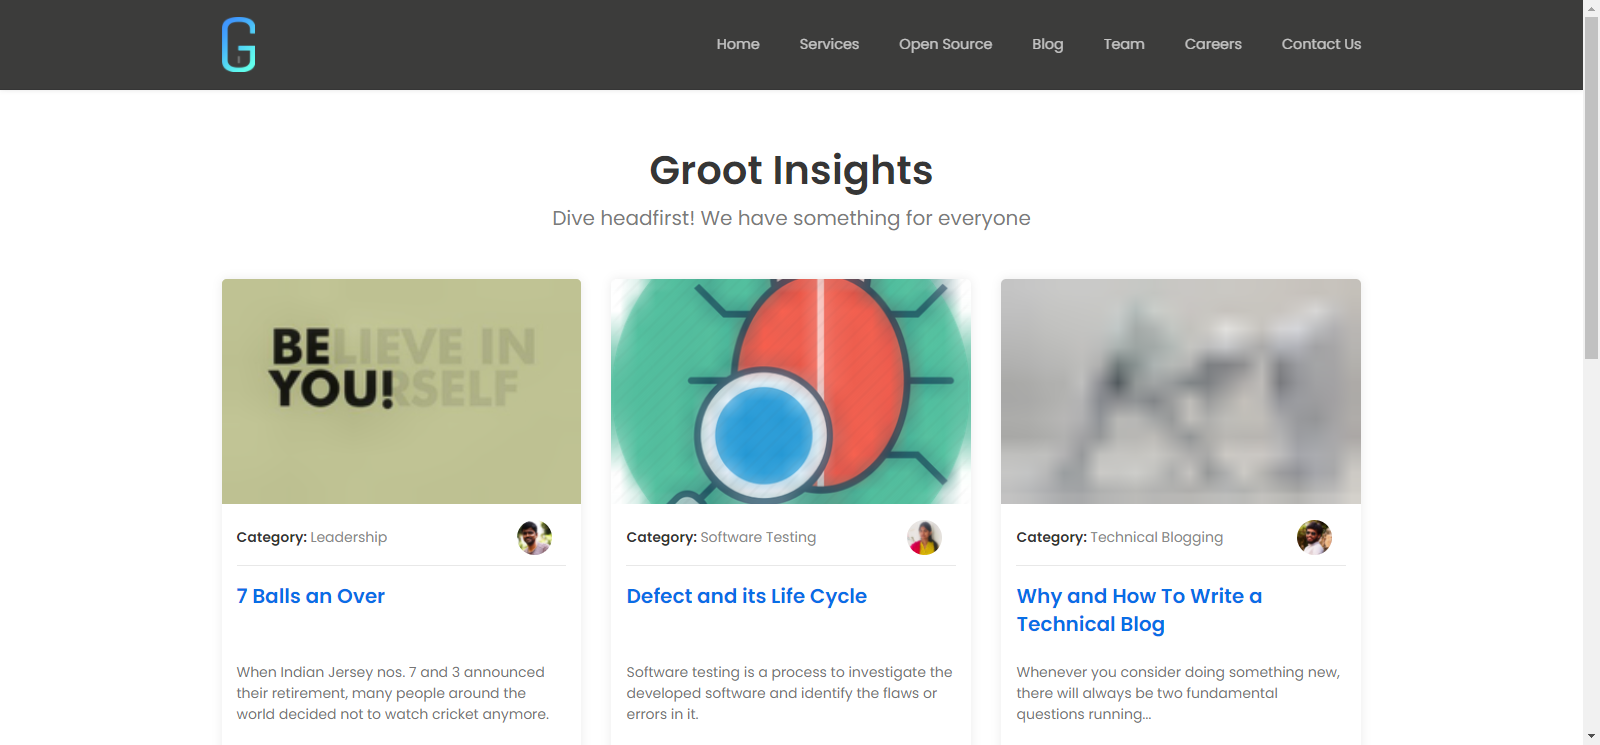 G
Home Services Open Source Blog Team Careers Contact Us
Groot Insights
Dive headfirst! We have something for everyone
BELIEVE IN
YOU!RSELF
Category: Leadership
7 Balls an Over
When Indian Jersey nos. 7 and 3 announced
their retirement, many people around the
world decided not to watch cricket anymore.
Category: Software Testing
Defect and its Life Cycle
Software testing is a process to investigate the
developed software and identify the flaws or
errors in it.
Category: Technical Blogging
Why and How To Write a
Technical Blog
Whenever you consider doing something new,
there will always be two fundamental
questions running...